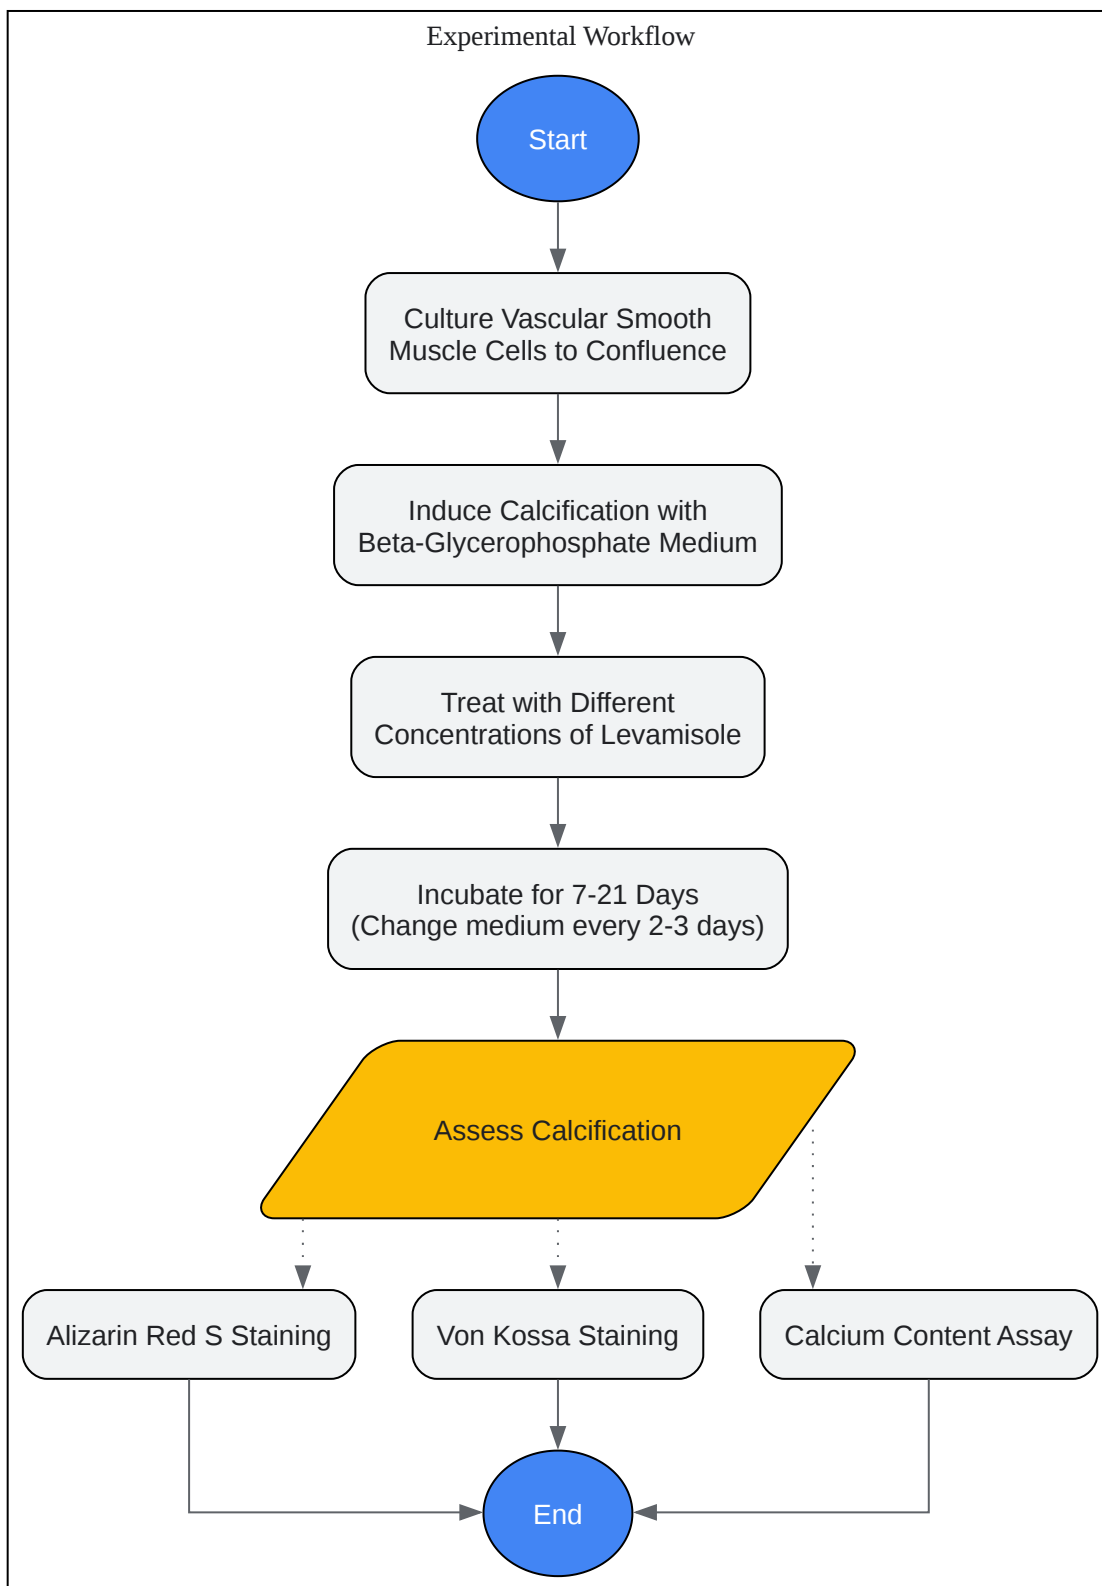 Experimental Workflow
Start
Culture Vascular Smooth
Muscle Cells to Confluence
Induce Calcification with
Beta-Glycerophosphate Medium
Treat with Different
Concentrations of Levamisole
Incubate for 7-21 Days
(Change medium every 2-3 days)
Assess Calcification
Alizarin Red S Staining
Von Kossa Staining
Calcium Content Assay
End